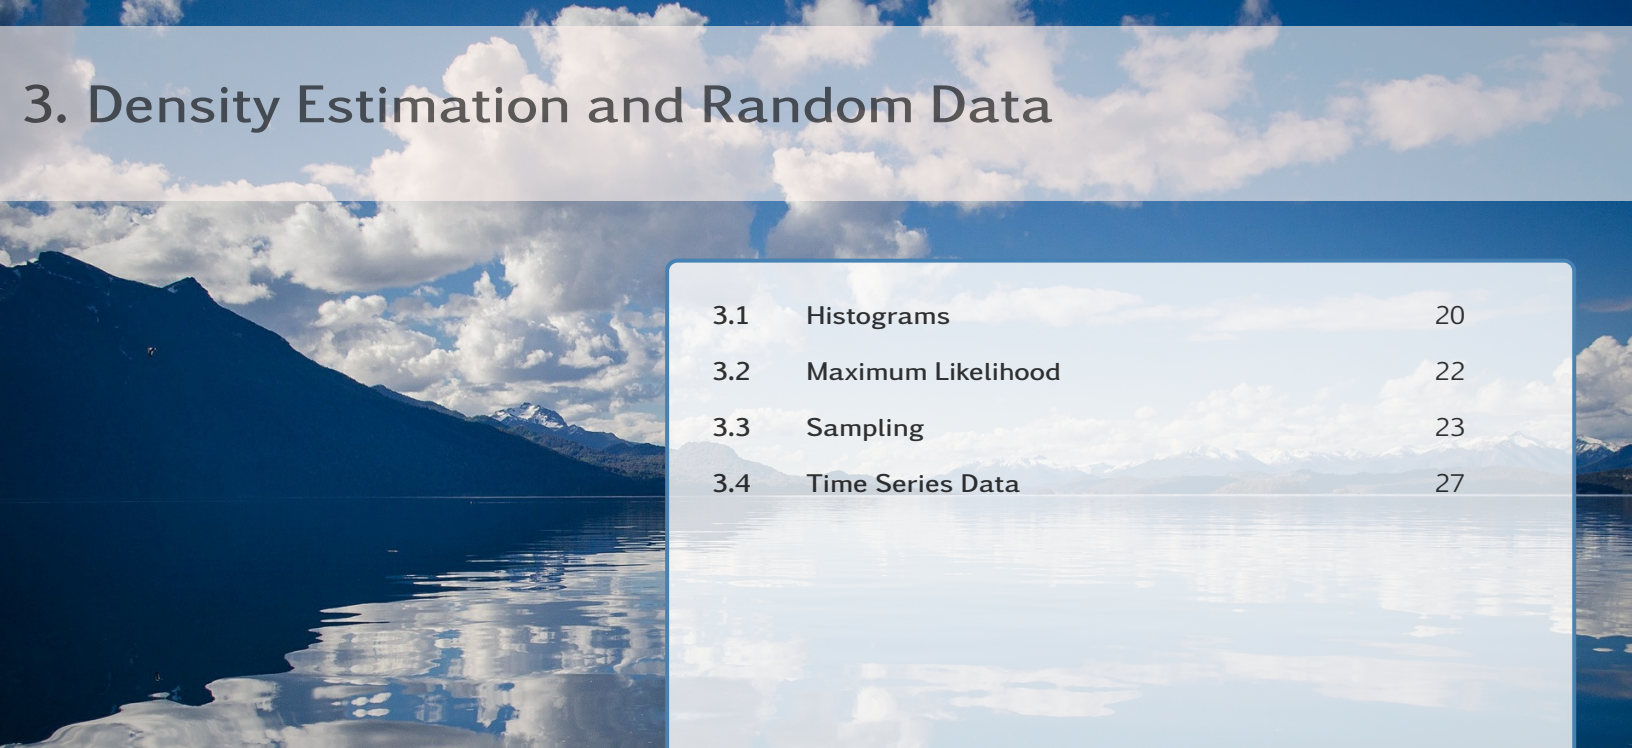 3. Density Estimation and Random Data
3.1 Histograms 20
3.2 Maximum Likelihood 22
3.3 Sampling 23
3.4 Time Series Data 27